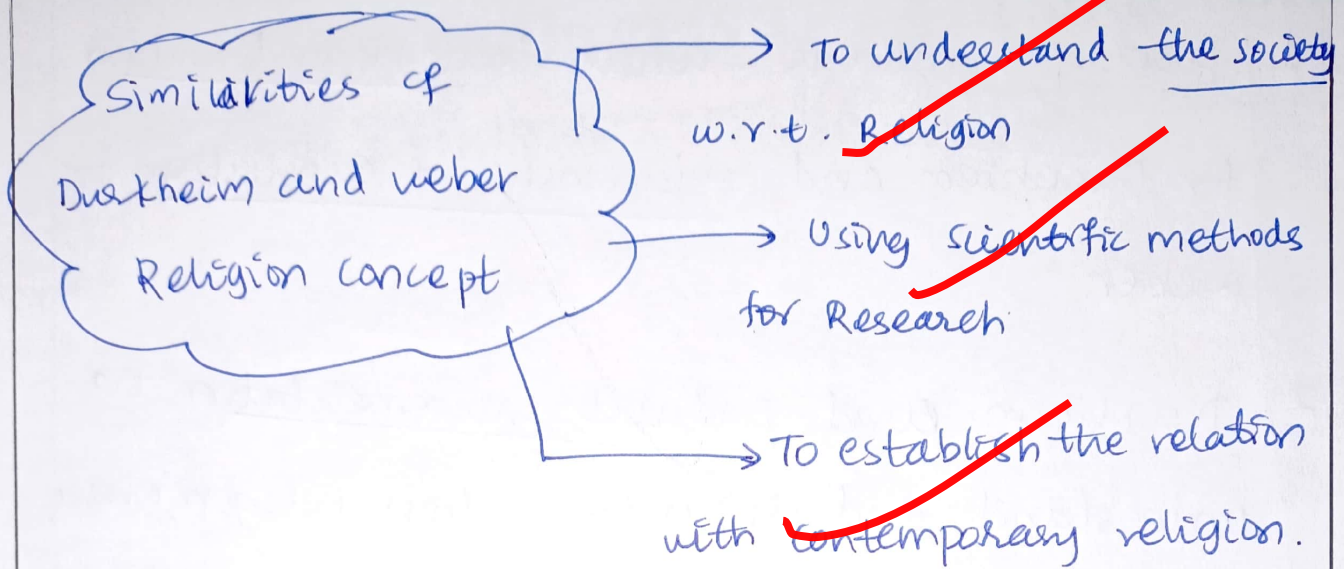 Similarities of
Durkheim and weber
Religion concept
To understand the society
w.r.t. Religion
Using scientific methods
for Research
To establish the relation
with contemporary religion.